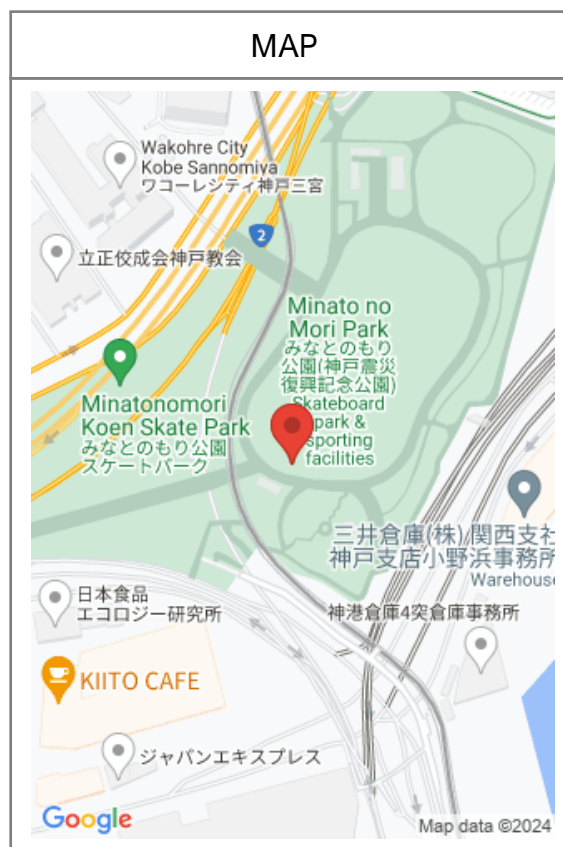 MAP
Wakohre City
Kobe Sannomiya
ワコーレシティ神戸三宮
2
立正佼成会神戸教会
Minato no
Mori Park
みなとのもり
公園(神戸震災
復興記念公園)
Skateboard
park &
sporting
facilities
Minatonomori
Koen Skate Park
みなとのもり公園
スケートパーク
三井倉庫(株) 関西支社
神戸支店小野浜事務所
Warehouse
日本食品
エコロジー研究所
神港倉庫4突倉庫事務所
KIITO CAFE
ジャパンエキスプレス
Google
Map data ©2024